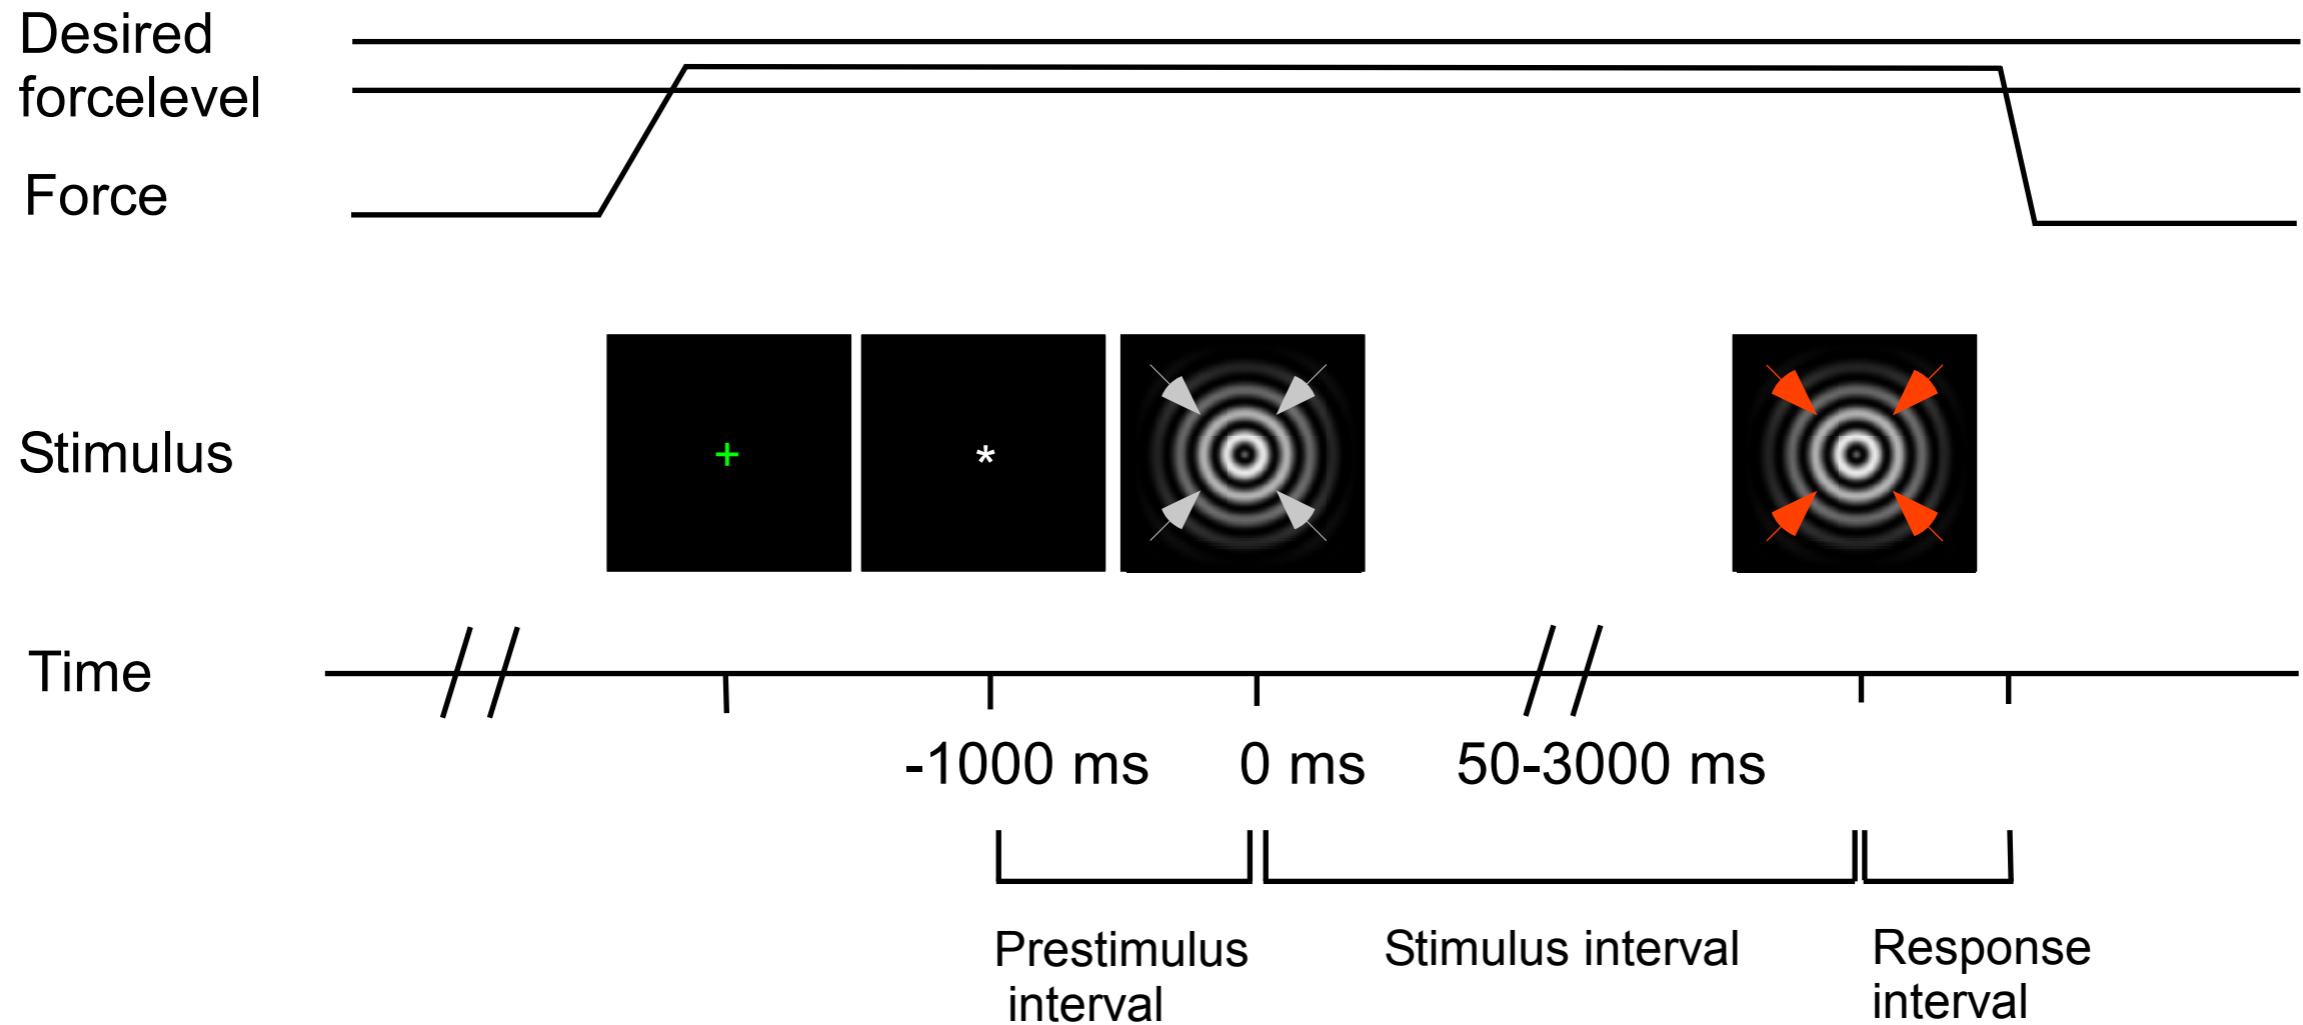 Desired
forcelevel
Force
Stimulus
+
*
Time
-1000 ms 0 ms 50-3000 ms
Prestimulus
interval
Stimulus interval
Response
interval